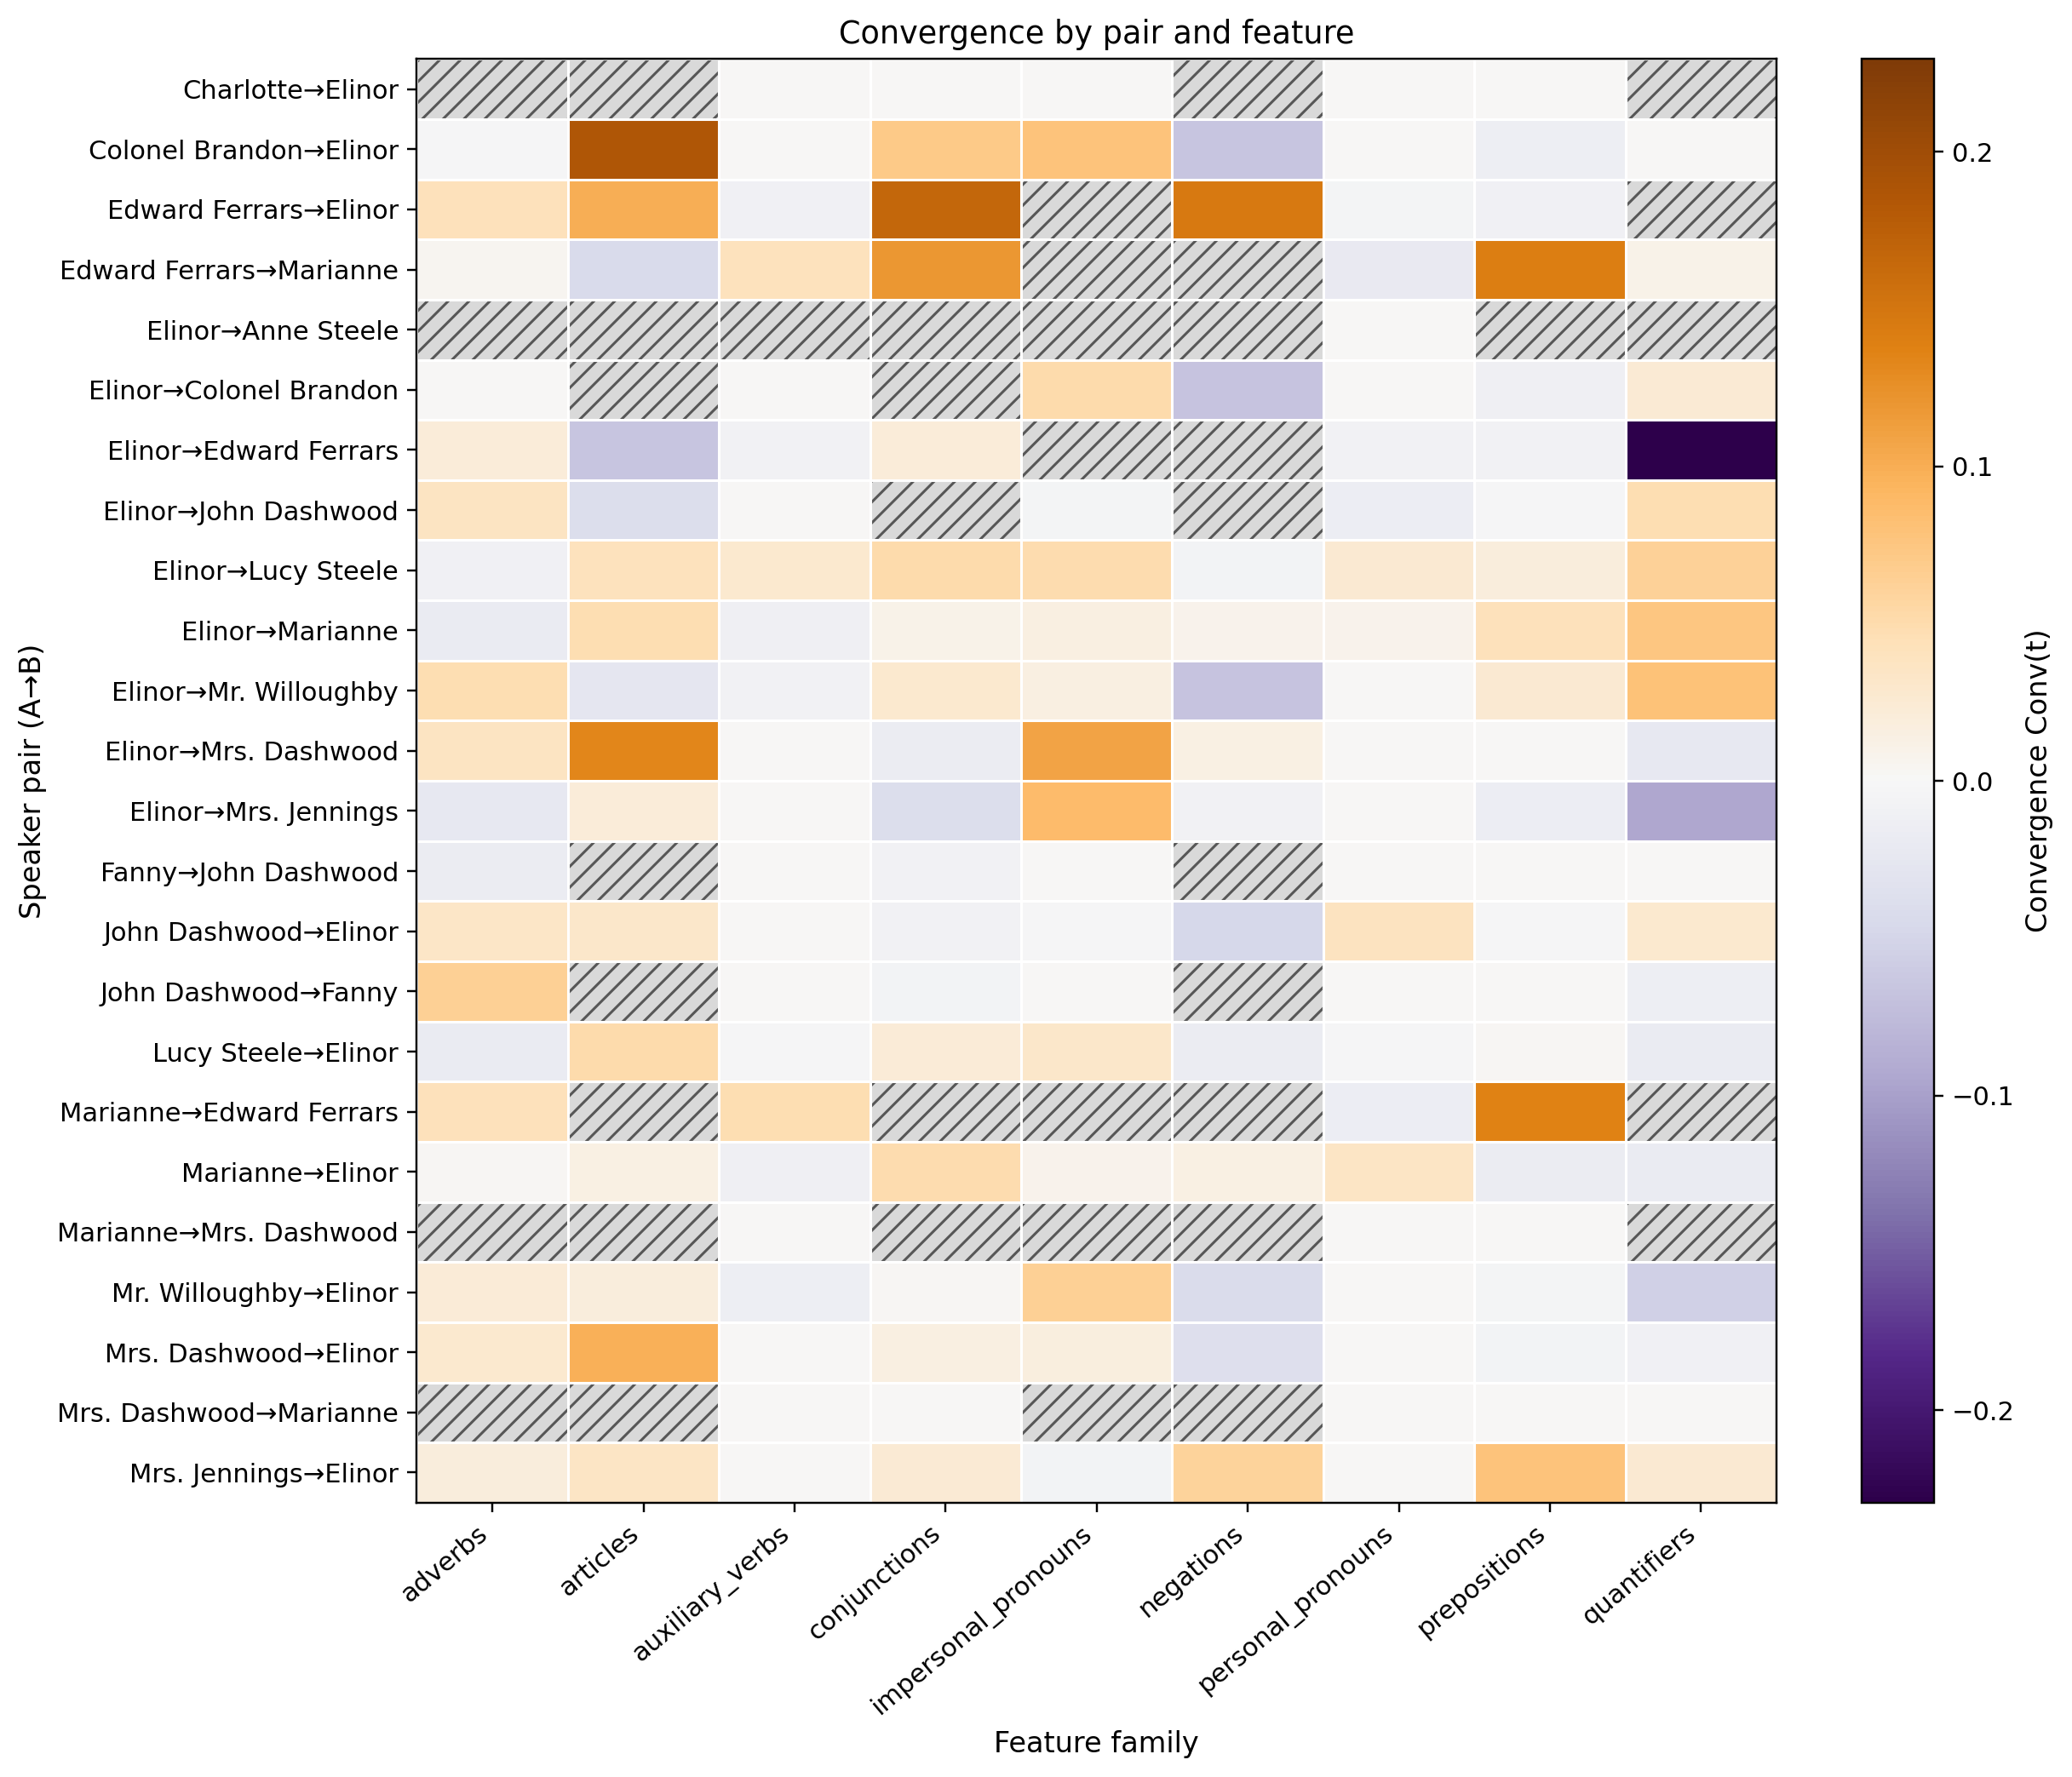 Convergence by pair and feature
Speaker pair (A→B)
Charlotte→Elinor
Colonel Brandon→Elinor
Edward Ferrars→Elinor
Edward Ferrars→Marianne
Elinor→Anne Steele
Elinor→Colonel Brandon
Elinor→Edward Ferrars
Elinor→John Dashwood
Elinor→Lucy Steele
Elinor→Marianne
Elinor→Mr. Willoughby
Elinor→Mrs. Dashwood
Elinor→Mrs. Jennings
Fanny→John Dashwood
John Dashwood→Elinor
John Dashwood→Fanny
Lucy Steele→Elinor
Marianne→Edward Ferrars
Marianne→Elinor
Marianne→Mrs. Dashwood
Mr. Willoughby→Elinor
Mrs. Dashwood→Elinor
Mrs. Dashwood→Marianne
Mrs. Jennings→Elinor
adverbs
articles
auxiliary_verbs
conjunctions
impersonal_pronouns
negations
personal_pronouns
prepositions
quantifiers
Feature family
0.2
0.1
0.0
−0.1
−0.2
Convergence Conv(t)